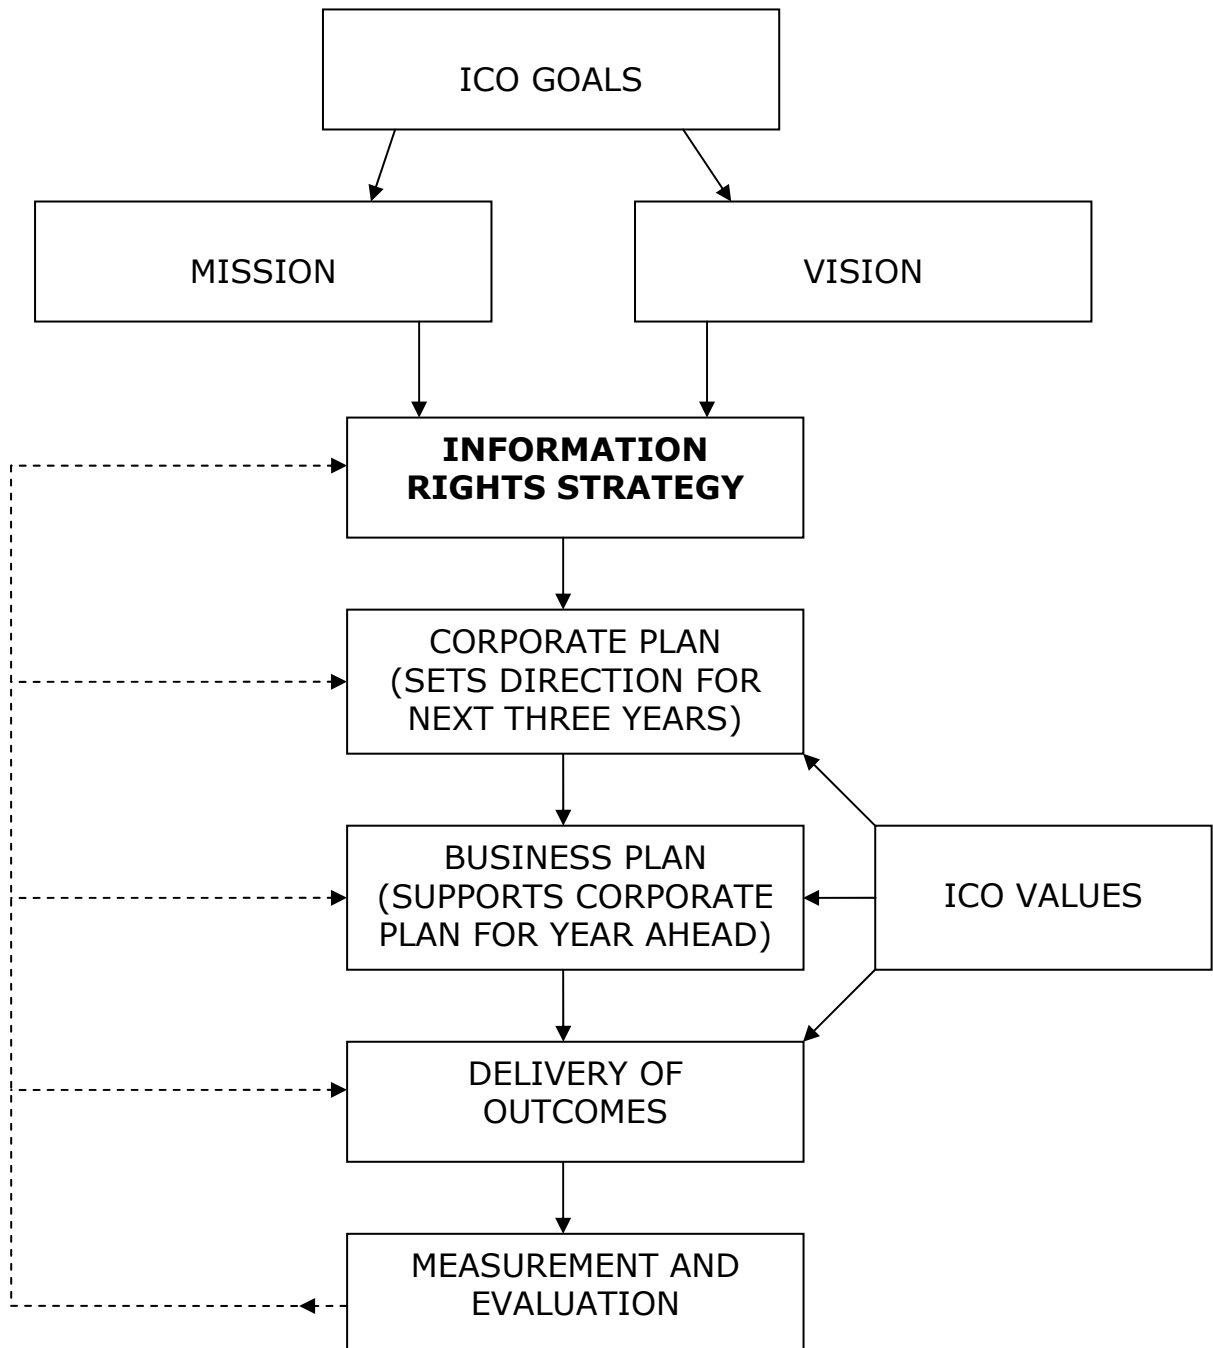 ICO GOALS
MISSION
VISION
INFORMATION
RIGHTS STRATEGY
CORPORATE PLAN
(SETS DIRECTION FOR
NEXT THREE YEARS)
BUSINESS PLAN
(SUPPORTS CORPORATE
PLAN FOR YEAR AHEAD)
ICO VALUES
DELIVERY OF
OUTCOMES
MEASUREMENT AND
EVALUATION